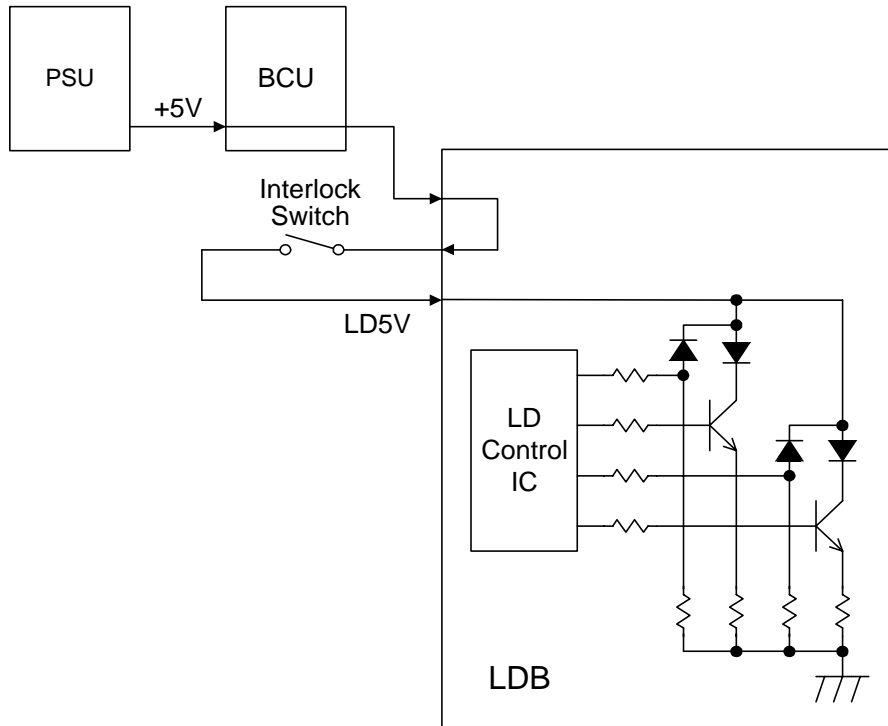 PSU
BCU
+5V
Interlock
Switch
LD5V
LD
Control
IC
LDB